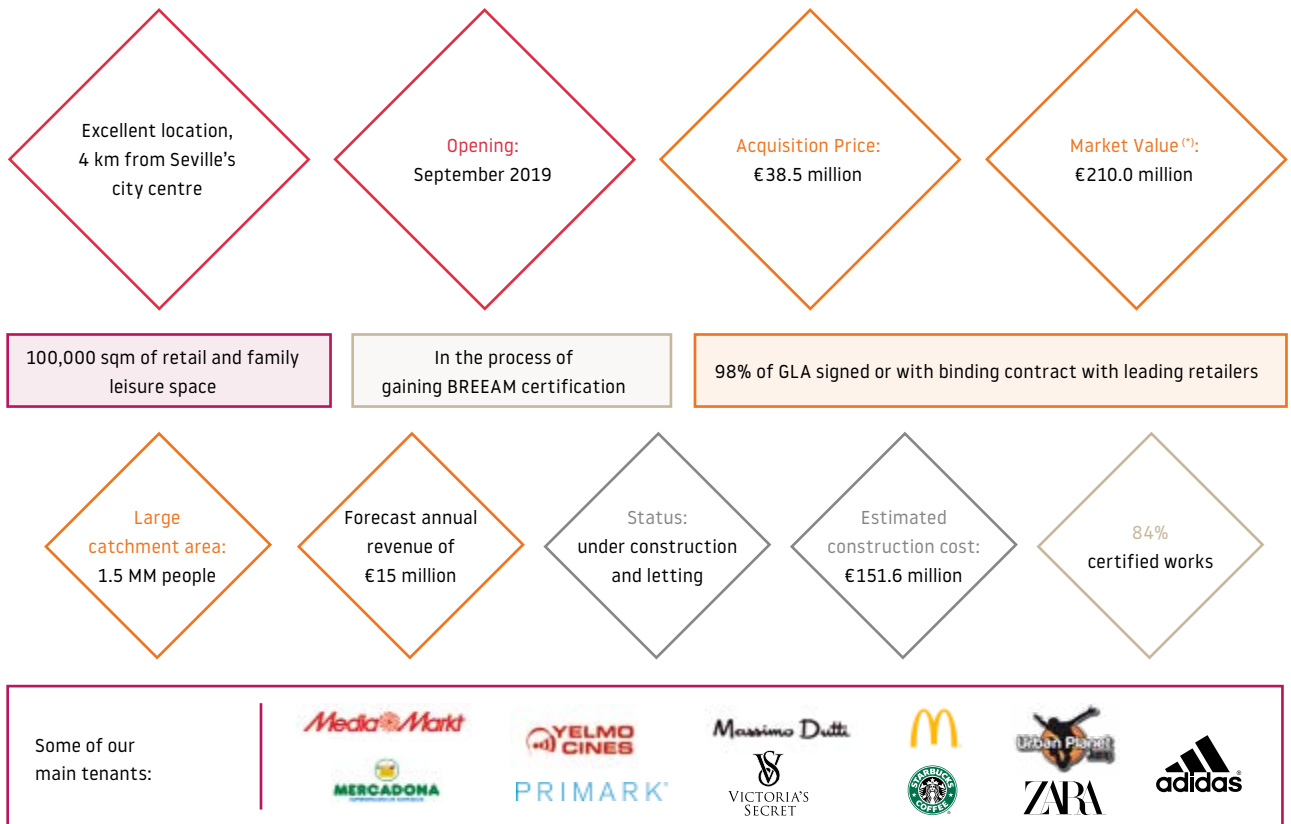 Excellent location,
4 km from Seville's
city centre
Opening:
September 2019
Acquisition Price:
€38.5 million
Market Value (*):
€210.0 million
100,000 sqm of retail and family
leisure space
In the process of
gaining BREEAM certification
98% of GLA signed or with binding contract with leading retailers
Large
catchment area:
1.5 MM people
Forecast annual
revenue of
€15 million
Status:
under construction
and letting
Estimated
construction cost:
€151.6 million
84%
certified works
Some of our
main tenants:
Media Markt
MERCADONA
YELMO
CINES
PRIMARK®
Massimo Dutti
VS
VICTORIA'S
SECRET
M
STARBUCKS
COFFEE
Urban Planet
ZARA
adidas®